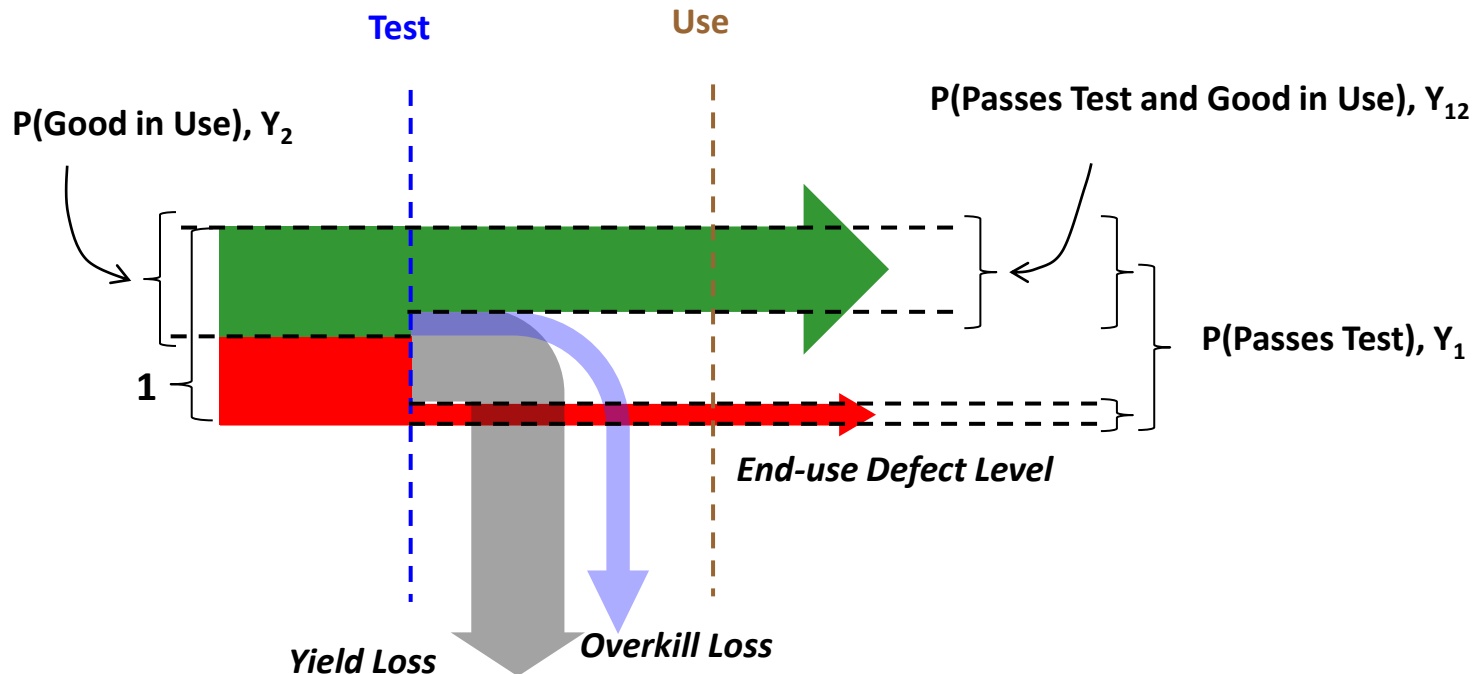 Test
Use
P(Good in Use), Y₂
P(Passes Test and Good in Use), Y₁₂
P(Passes Test), Y₁
1
End-use Defect Level
Yield Loss
Overkill Loss